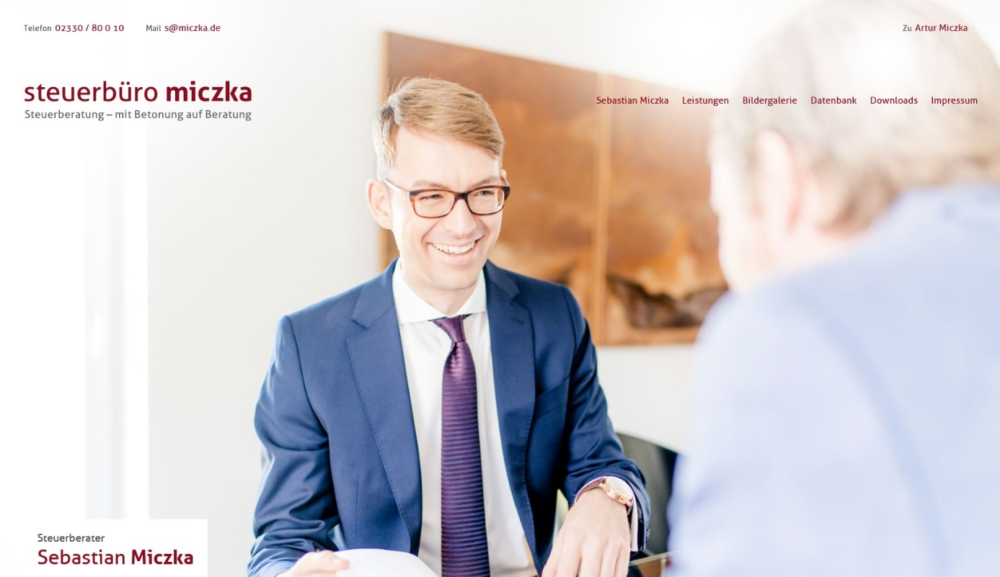 Telefon 02330 / 80 0 10 Mail s@miczka.de Zu Artur Miczka
steuerbüro miczka
Steuerberatung – mit Betonung auf Beratung
Sebastian Miczka Leistungen Bildergalerie Datenbank Downloads Impressum
Steuerberater
Sebastian Miczka